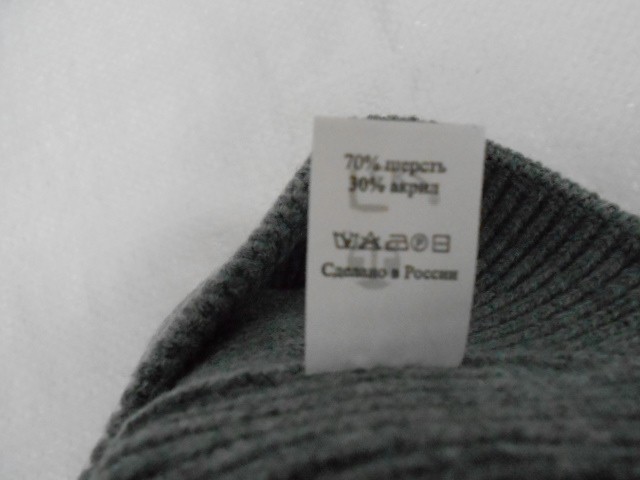 70% шерсть
30% акрил
Сделано в России